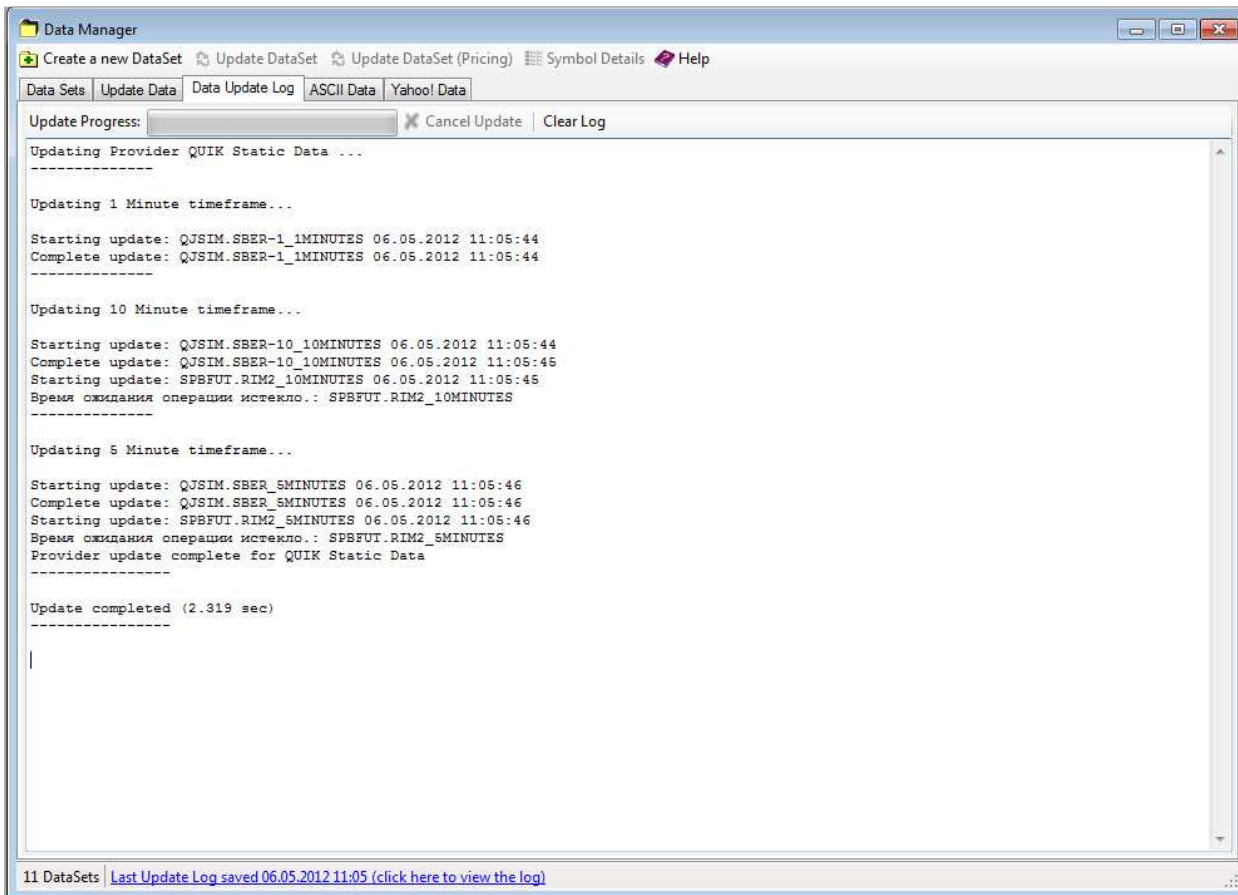 Data Manager
Create a new DataSet Update DataSet Update DataSet (Pricing) Symbol Details Help
Data Sets Update Data Data Update Log ASCII Data Yahoo! Data
Update Progress: Cancel Update Clear Log
Updating Provider QUIK Static Data ...
--------------
Updating 1 Minute timeframe...
Starting update: QJSIM.SBER-1_1MINUTES 06.05.2012 11:05:44
Complete update: QJSIM.SBER-1_1MINUTES 06.05.2012 11:05:44
--------------
Updating 10 Minute timeframe...
Starting update: QJSIM.SBER-10_10MINUTES 06.05.2012 11:05:44
Complete update: QJSIM.SBER-10_10MINUTES 06.05.2012 11:05:45
Starting update: SPBFUT.RIM2_10MINUTES 06.05.2012 11:05:45
Время ожидания операции истекло.: SPBFUT.RIM2_10MINUTES
--------------
Updating 5 Minute timeframe...
Starting update: QJSIM.SBER_5MINUTES 06.05.2012 11:05:46
Complete update: QJSIM.SBER_5MINUTES 06.05.2012 11:05:46
Starting update: SPBFUT.RIM2_5MINUTES 06.05.2012 11:05:46
Время ожидания операции истекло.: SPBFUT.RIM2_5MINUTES
Provider update complete for QUIK Static Data
----------------
Update completed (2.319 sec)
----------------
11 DataSets Last Update Log saved 06.05.2012 11:05 (click here to view the log)